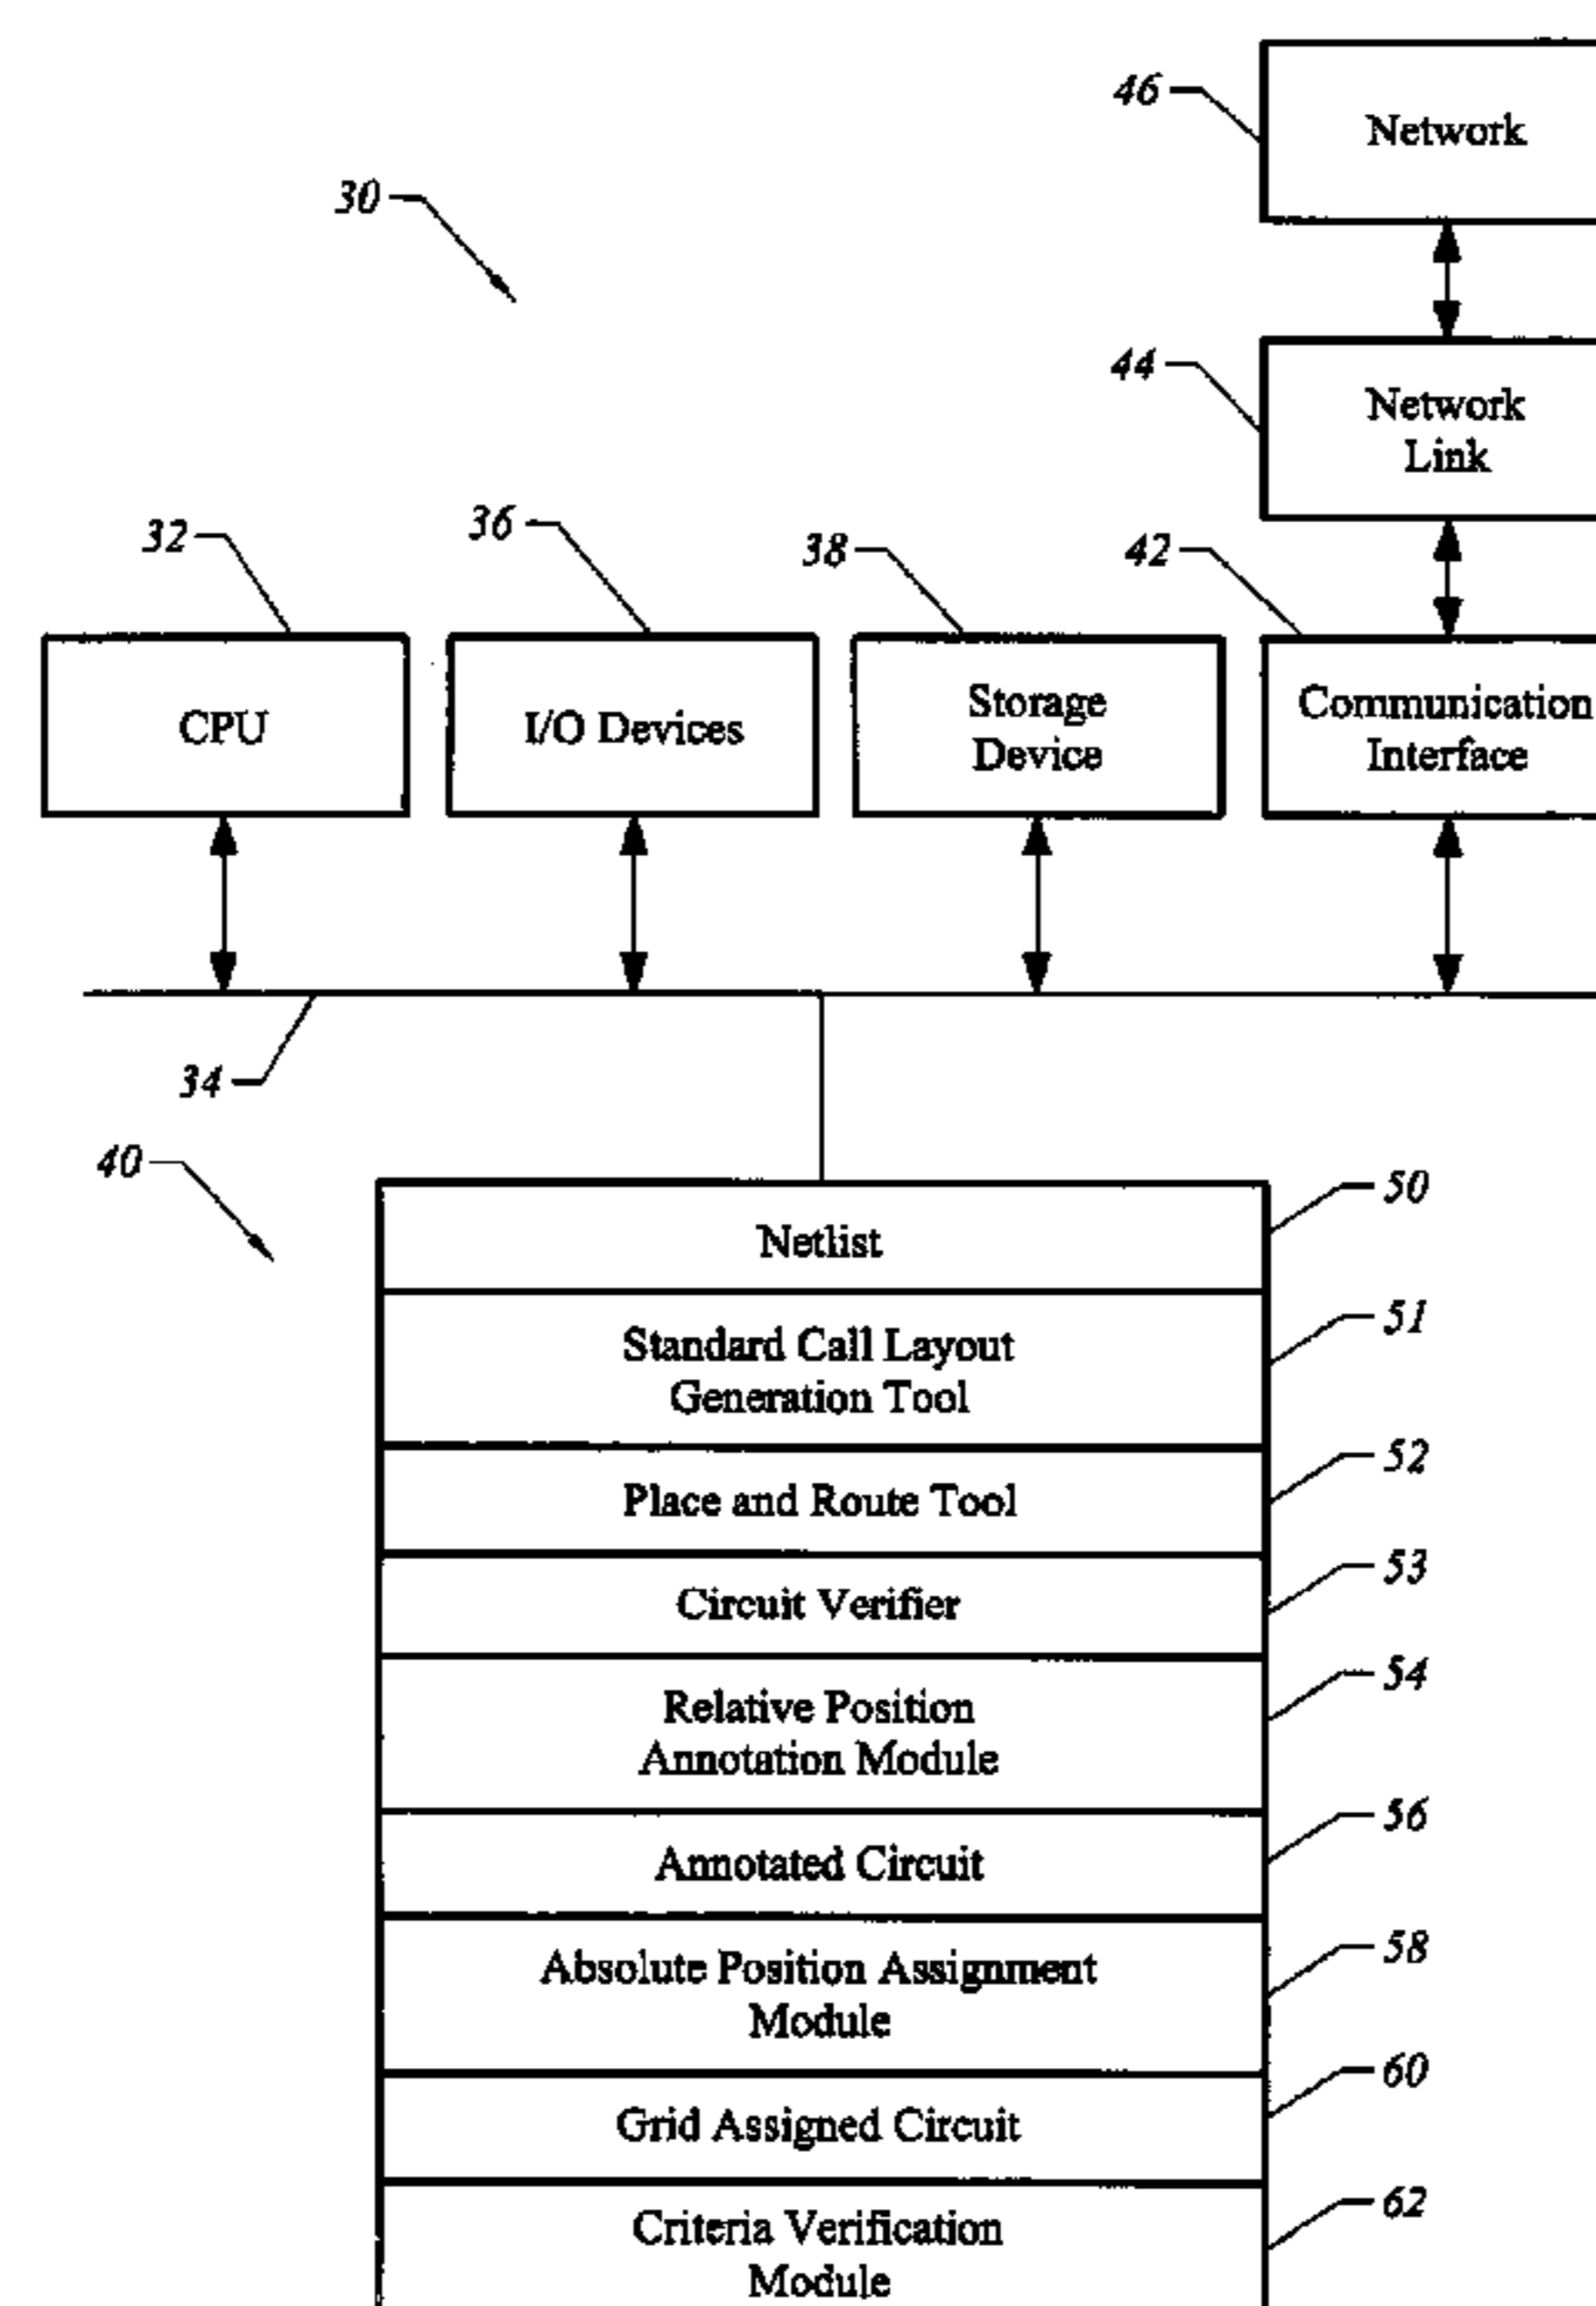 46
Network
30
44
Network
Link
32
36
38
42
CPU
I/O Devices
Storage
Device
Communication
Interface
34
40
50
Netlist
51
Standard Call Layout
Generation Tool
52
Place and Route Tool
53
Circuit Verifier
54
Relative Position
Annotation Module
56
Annotated Circuit
58
Absolute Position Assignment
Module
60
Grid Assigned Circuit
62
Criteria Verification
Module